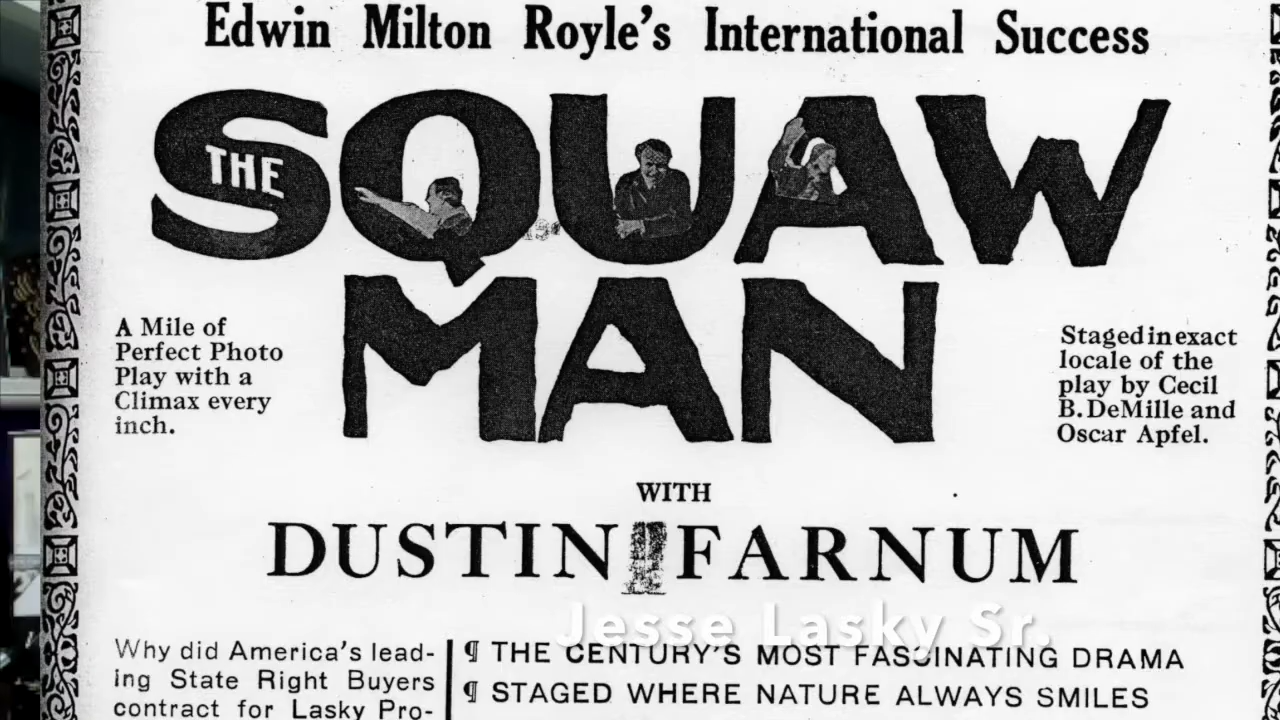 Edwin Milton Royle's International Success
THE
SQUAW
MAN
A Mile of
Perfect Photo
Play with a
Climax every
inch.
Staged in exact
locale of the
play by Cecil
B. DeMille and
Oscar Apfel.
WITH
DUSTIN FARNUM
Jesse Lasky Sr.
Why did America's lead-
ing State Right Buyers
contract for Lasky Pro-
¶ THE CENTURY'S MOST FASCINATING DRAMA
¶ STAGED WHERE NATURE ALWAYS SMILES